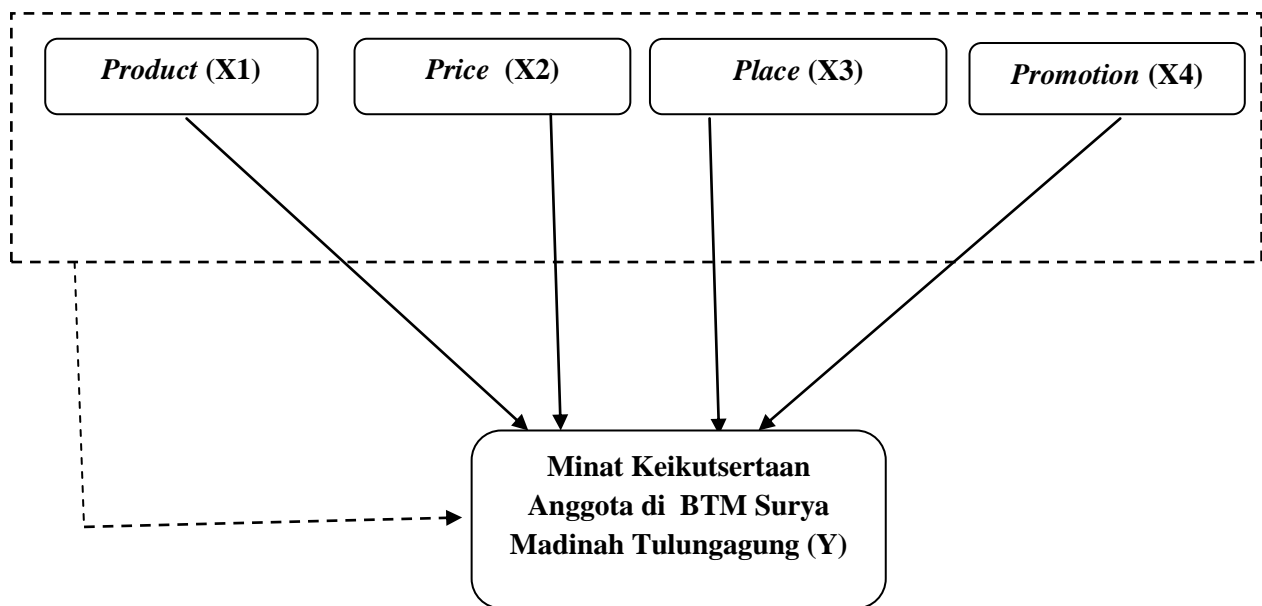 Product (X1)
Price (X2)
Place (X3)
Promotion (X4)
Minat Keikutsertaan
Anggota di BTM Surya
Madinah Tulungagung (Y)